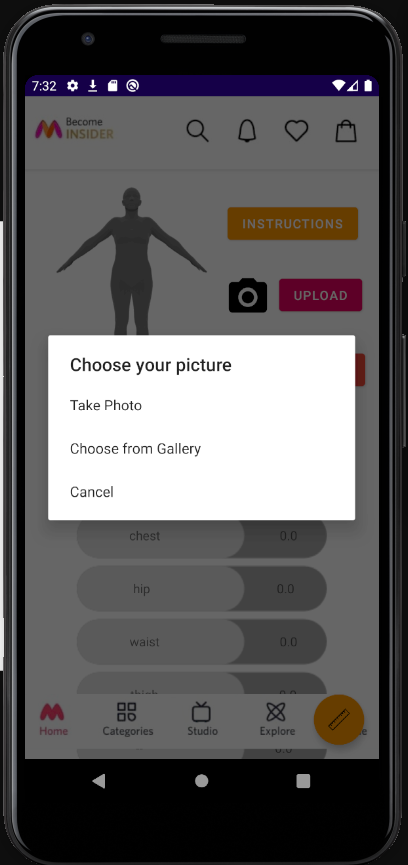 7:32
Become
INSIDER
INSTRUCTIONS
UPLOAD
Choose your picture
Take Photo
Choose from Gallery
Cancel
chest 0.0
hip 0.0
waist 0.0
thigh 0.0
Home Categories Studio Explore
0.0